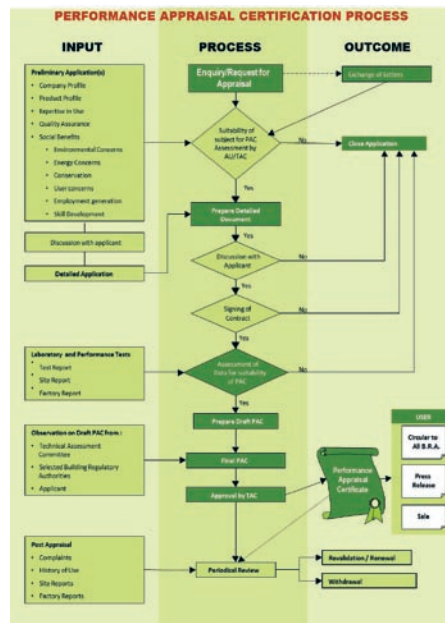 PERFORMANCE APPRAISAL CERTIFICATION PROCESS
INPUT
PROCESS
OUTCOME
Preliminary Application(s)
• Company Profile
• Product Profile
• Expertise in Use
• Quality Assurance
• Social Benefits
• Environmental Concerns
• Energy Concerns
• Conservation
• User concerns
• Employment generation
• Skill Development
Discussion with applicant
Detailed Application
Laboratory and Performance Tests
• Test Report
• Site Report
• Factory Report
Observation on Draft PAC from :
• Technical Assessment
Committee
• Selected Building Regulatory
Authorities
• Applicant
Post Appraisal
• Complaints
• History of Use
• Site Reports
• Factory Reports
Enquiry/Request for
Appraisal
Suitability of
subject for PAC
Assessment by
AU/TAC
No
Yes
Prepare Detailed
Document
Yes
Discussion with
Applicant
No
Yes
Signing of
Contract
No
Yes
Assessment of
Data for suitability
of PAC
No
Yes
Prepare Draft PAC
Yes
Final PAC
Approval by TAC
Periodical Review
Exchange of Letters
Close Application
Performance
Appraisal
Certificate
USER
Circular to
All B.R.A.
Press
Release
Sale
Revalidation / Renewal
Withdrawal